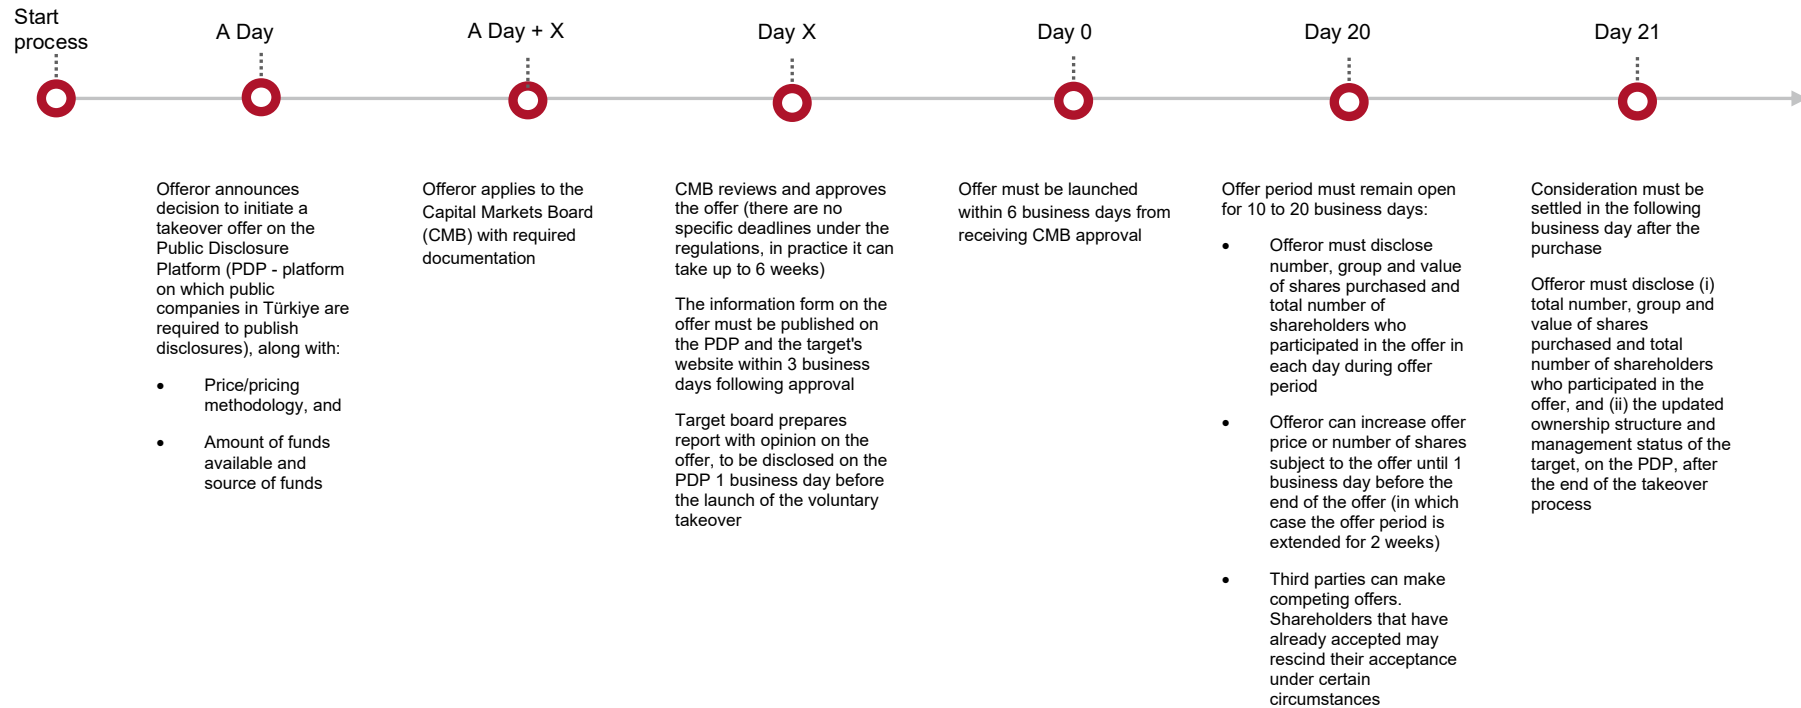 Start
process
A Day
A Day + X
Day X
Day 0
Day 20
Day 21
Offeror announces
decision to initiate a
takeover offer on the
Public Disclosure
Platform (PDP - platform
on which public
companies in Türkiye are
required to publish
disclosures), along with:
• Price/pricing
methodology, and
• Amount of funds
available and
source of funds
Offeror applies to the
Capital Markets Board
(CMB) with required
documentation
CMB reviews and approves
the offer (there are no
specific deadlines under the
regulations, in practice it can
take up to 6 weeks)
The information form on the
offer must be published on
the PDP and the target's
website within 3 business
days following approval
Target board prepares
report with opinion on the
offer, to be disclosed on the
PDP 1 business day before
the launch of the voluntary
takeover
Offer must be launched
within 6 business days from
receiving CMB approval
Offer period must remain open
for 10 to 20 business days:
• Offeror must disclose
number, group and value
of shares purchased and
total number of
shareholders who
participated in the offer in
each day during offer
period
• Offeror can increase offer
price or number of shares
subject to the offer until 1
business day before the
end of the offer (in which
case the offer period is
extended for 2 weeks)
• Third parties can make
competing offers.
Shareholders that have
already accepted may
rescind their acceptance
under certain
circumstances
Consideration must be
settled in the following
business day after the
purchase
Offeror must disclose (i)
total number, group and
value of shares
purchased and total
number of shareholders
who participated in the
offer, and (ii) the updated
ownership structure and
management status of the
target, on the PDP, after
the end of the takeover
process